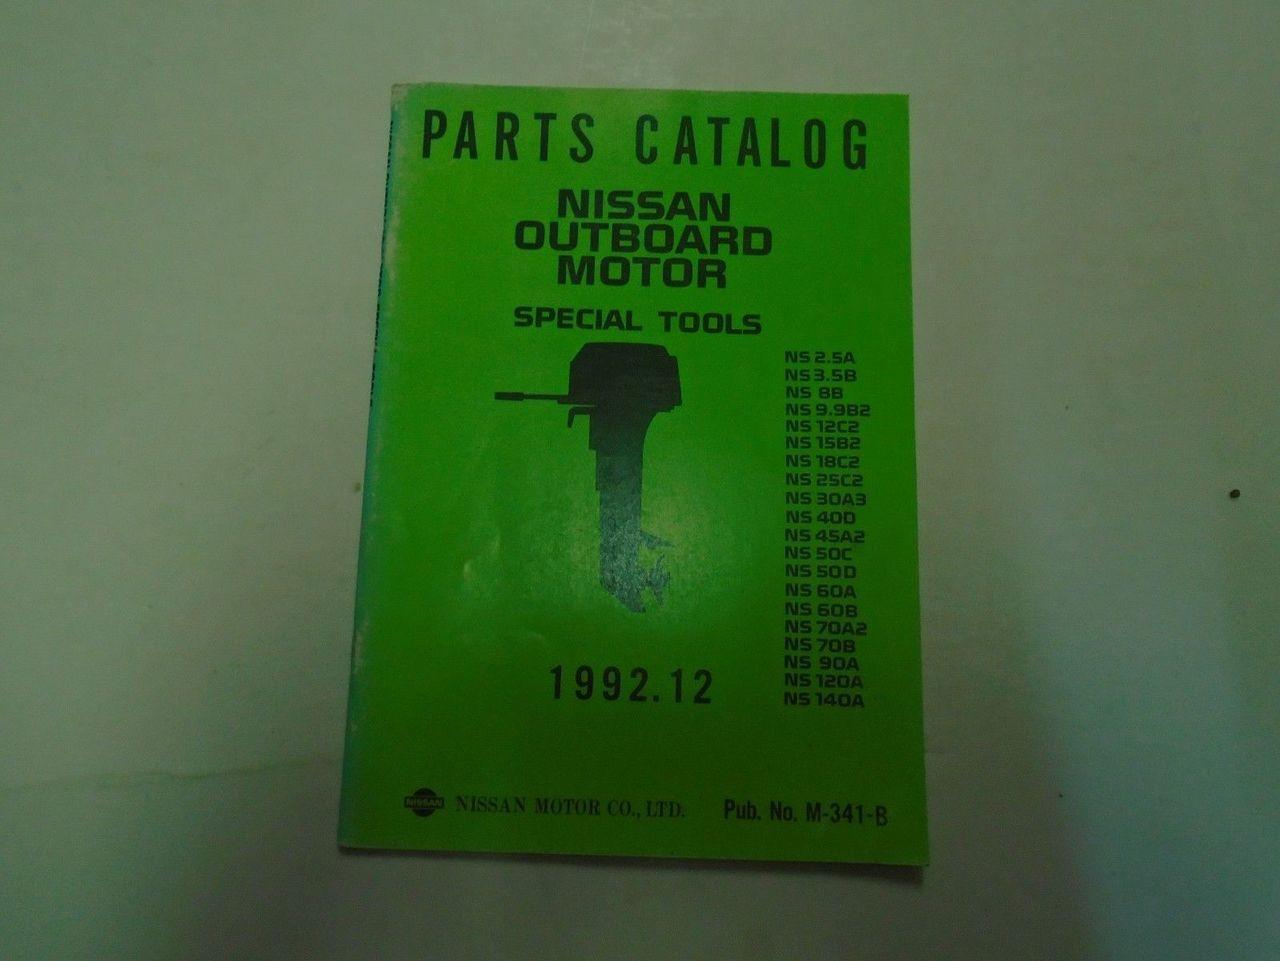 PARTS CATALOG
NISSAN
OUTBOARD
MOTOR
SPECIAL TOOLS
NS 2.5A
NS 3.5B
NS 8B
NS 9.9B2
NS 12C2
NS 15B2
NS 18C2
NS 25C2
NS 30A3
NS 40D
NS 45A2
NS 50C
NS 50D
NS 60A
NS 60B
NS 70A2
NS 70B
NS 90A
NS 120A
NS 140A
1992.12
NISSAN
NISSAN MOTOR CO., LTD.
Pub. No. M-341-B